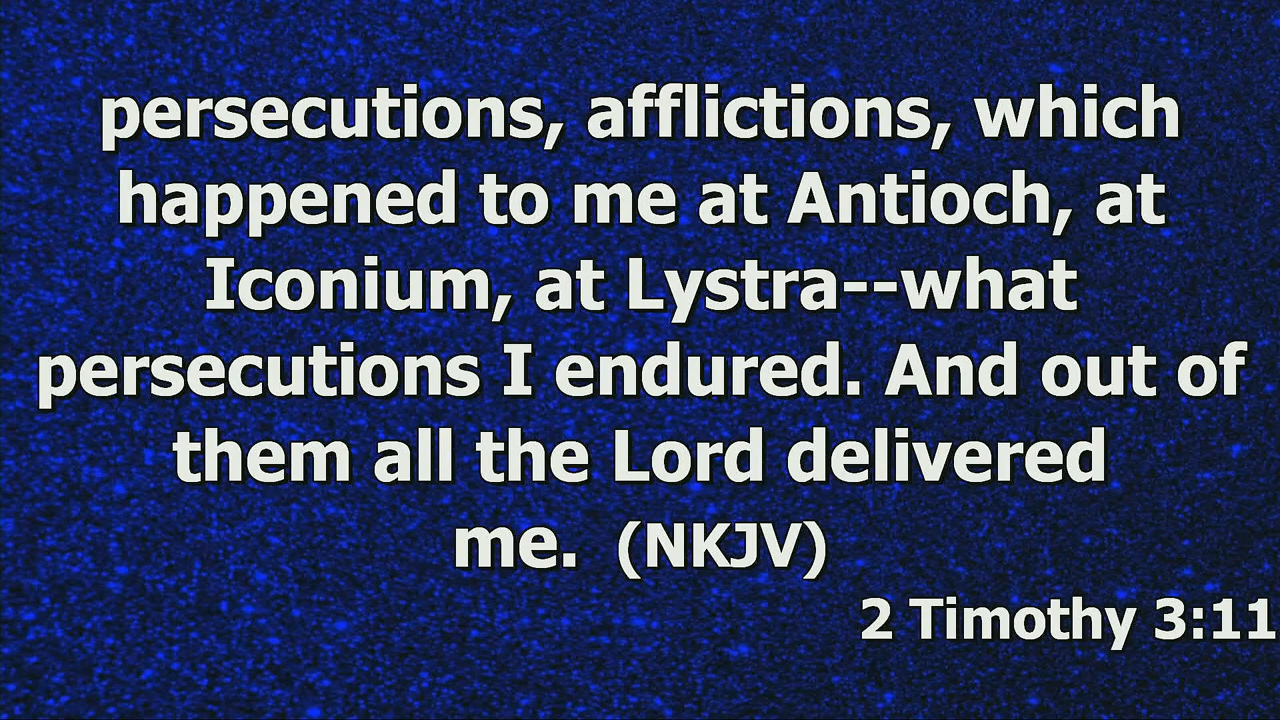 persecutions, afflictions, which
happened to me at Antioch, at
Iconium, at Lystra--what
persecutions I endured. And out of
them all the Lord delivered
me.  (NKJV)
2 Timothy 3:11